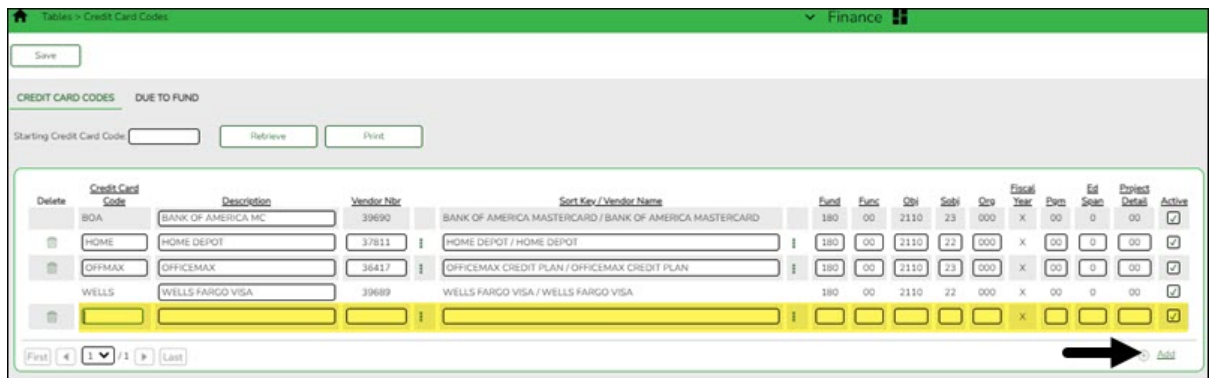 Tables > Credit Card Codes Finance
Save
CREDIT CARD CODES DUE TO FUND
Starting Credit Card Code: Retrieve Print
Delete Credit Card Code Description Vendor Nbr Sort Key / Vendor Name Fund Func Obj Sobj Org Fiscal Year Pgm Ed Span Project Detail Active
BOA BANK OF AMERICA MC 39690 BANK OF AMERICA MASTERCARD / BANK OF AMERICA MASTERCARD 180 00 2110 23 000 X 00 0 00
HOME HOME DEPOT 37811 HOME DEPOT / HOME DEPOT 180 00 2110 22 000 X 00 0 00
OFFMAX OFFICEMAX 36417 OFFICEMAX CREDIT PLAN / OFFICEMAX CREDIT PLAN 180 00 2110 23 000 X 00 0 00
WELLS WELLS FARGO VISA 39689 WELLS FARGO VISA / WELLS FARGO VISA 180 00 2110 22 000 X 00 0 00
X
First 1 / 1 Last Add